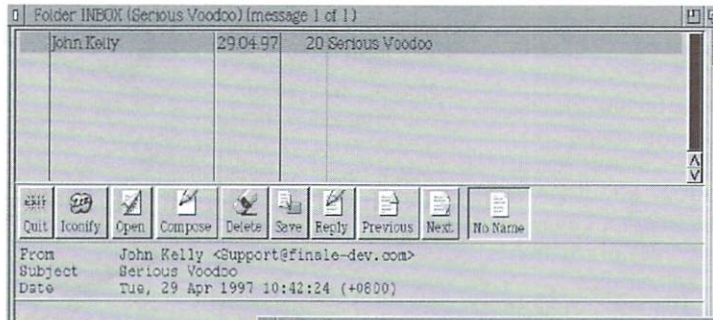 Folder INBOX (Serious Voodoo) (message 1 of 1)
John Kelly 29.04.97 20 Serious Voodoo
EXIT
Quit Iconify Open Compose Delete Save Reply Previous Next No Name
From John Kelly <Support@finale-dev.com>
Subject Serious Voodoo
Date Tue, 29 Apr 1997 10:42:24 (+0800)